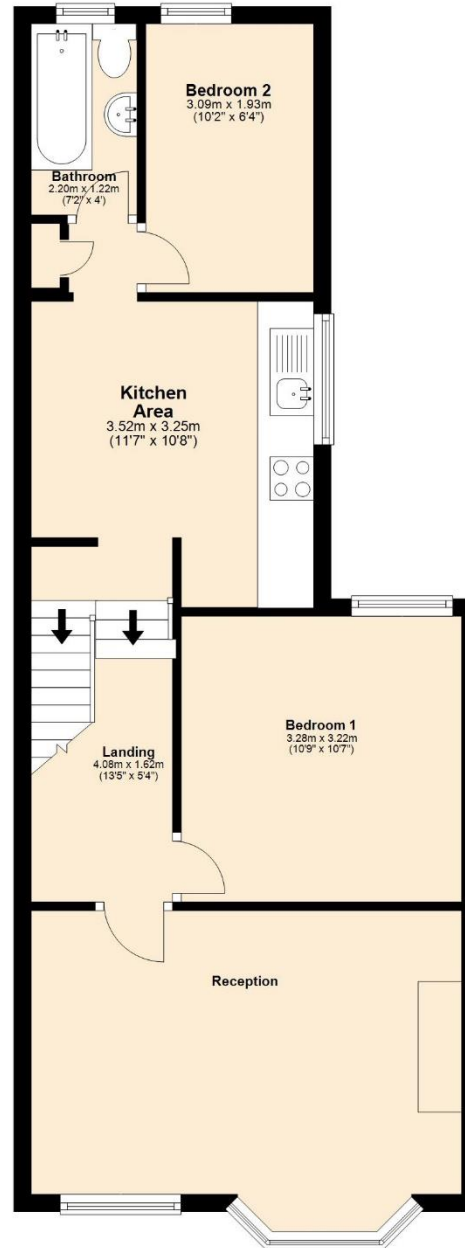 Bedroom 2
3.09m x 1.93m
(10'2" x 6'4")
Bathroom
2.20m x 1.22m
(7'2" x 4')
Kitchen
Area
3.52m x 3.25m
(11'7" x 10'8")
Bedroom 1
3.28m x 3.22m
(10'9" x 10'7")
Landing
4.08m x 1.62m
(13'5" x 5'4")
Reception